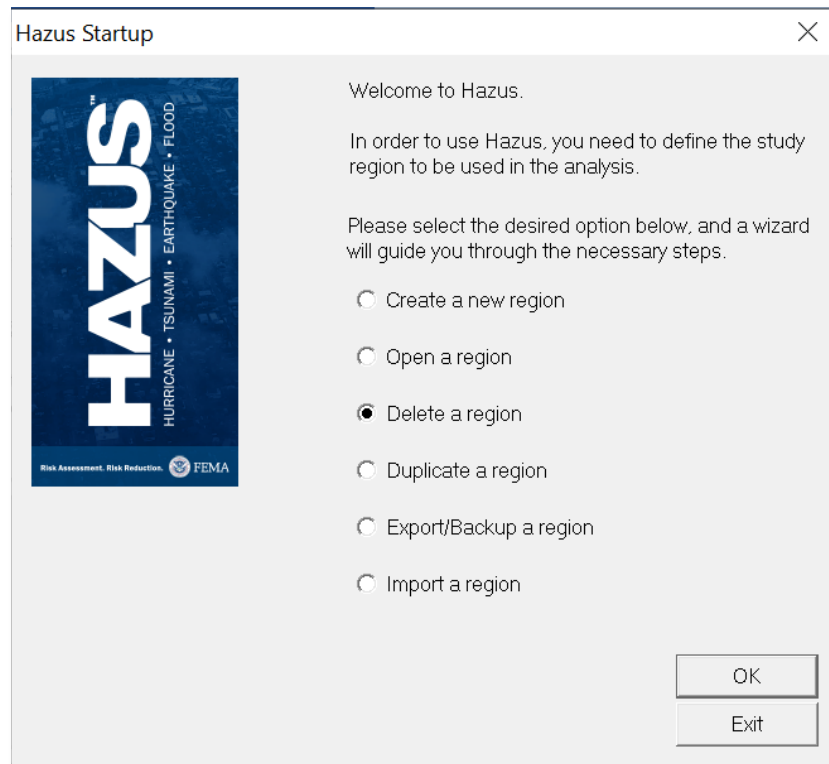 Hazus Startup
HAZUS™
HURRICANE • TSUNAMI • EARTHQUAKE • FLOOD
Risk Assessment. Risk Reduction. FEMA
Welcome to Hazus.
In order to use Hazus, you need to define the study
region to be used in the analysis.
Please select the desired option below, and a wizard
will guide you through the necessary steps.
Create a new region
Open a region
Delete a region
Duplicate a region
Export/Backup a region
Import a region
OK
Exit